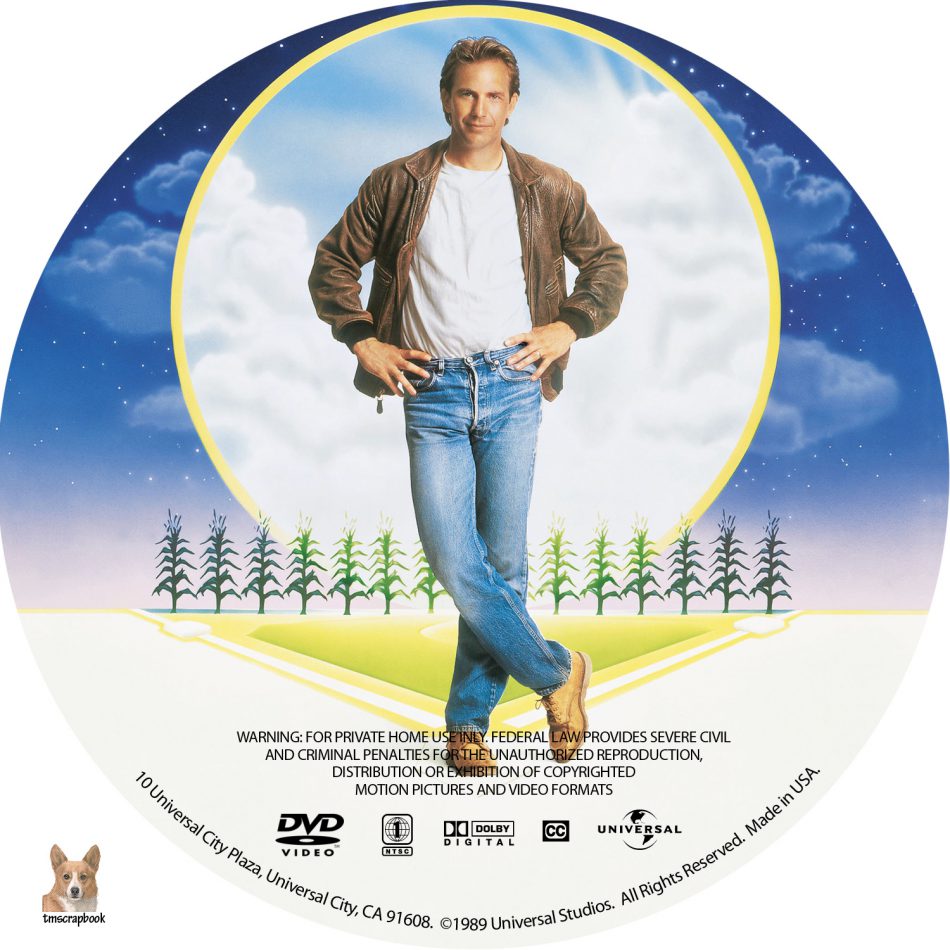 WARNING: FOR PRIVATE HOME USE TNEY. FEDERAL LAW PROVIDES SEVERE CIVIL
AND CRIMINAL PENALTIES FOR THE UNAUTHORIZED REPRODUCTION,
DISTRIBUTION OR EXHIBITION OF COPYRIGHTED
MOTION PICTURES AND VIDEO FORMATS
DVD
VIDEO
1
NTSC
DOLBY
DIGITAL
CC
UNIVERSAL
10 Universal City Plaza, Universal City, CA 91608. ©1989 Universal Studios. All Rights Reserved. Made in USA.
tmscrapbook